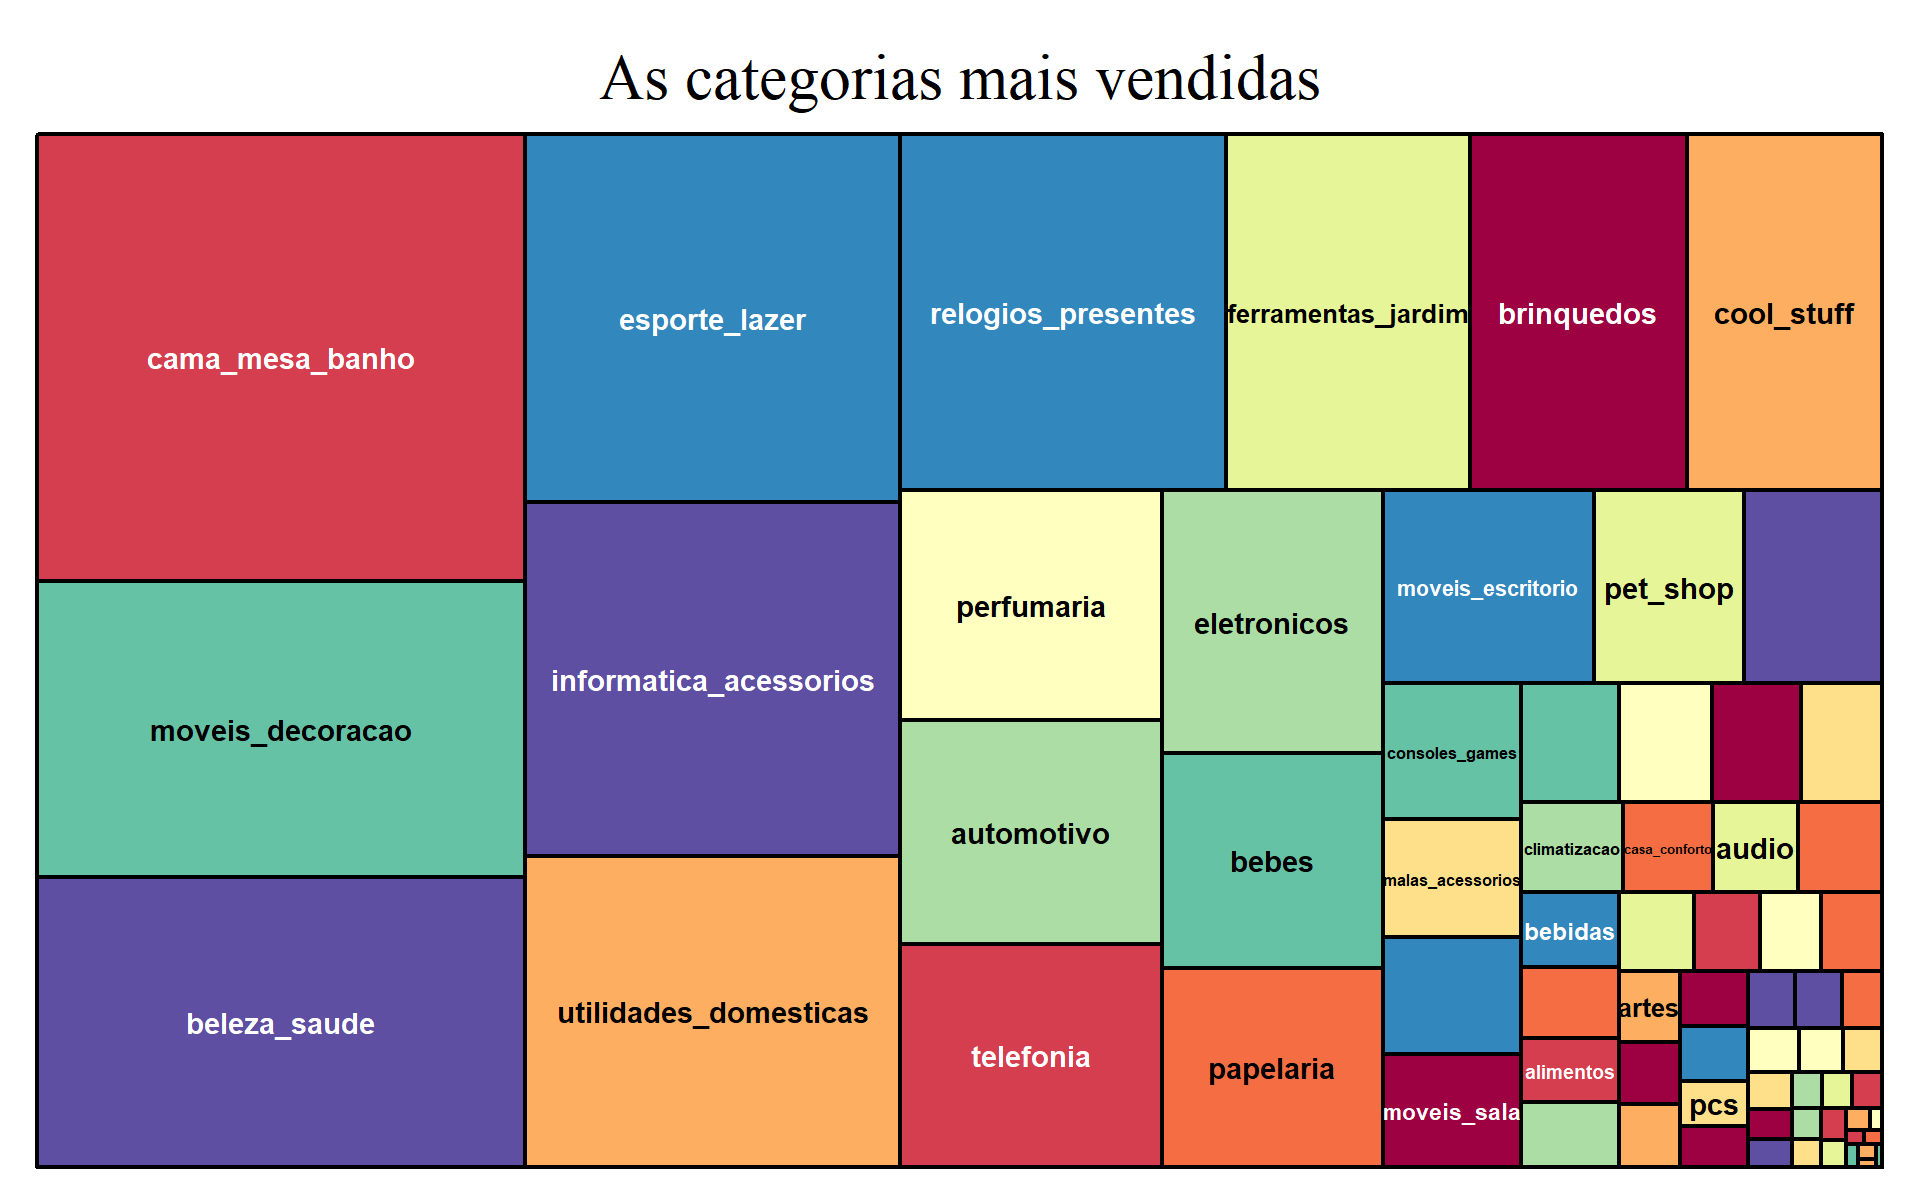 As categorias mais vendidas
cama_mesa_banho
moveis_decoracao
beleza_saude
esporte_lazer
informatica_acessorios
utilidades_domesticas
relogios_presentes
ferramentas_jardim
brinquedos
cool_stuff
perfumaria
automotivo
telefonia
eletronicos
bebes
papelaria
moveis_escritorio
pet_shop
consoles_games
malas_acessorios
moveis_sala
climatizacao
casa_conforto
audio
bebidas
alimentos
artes
pcs